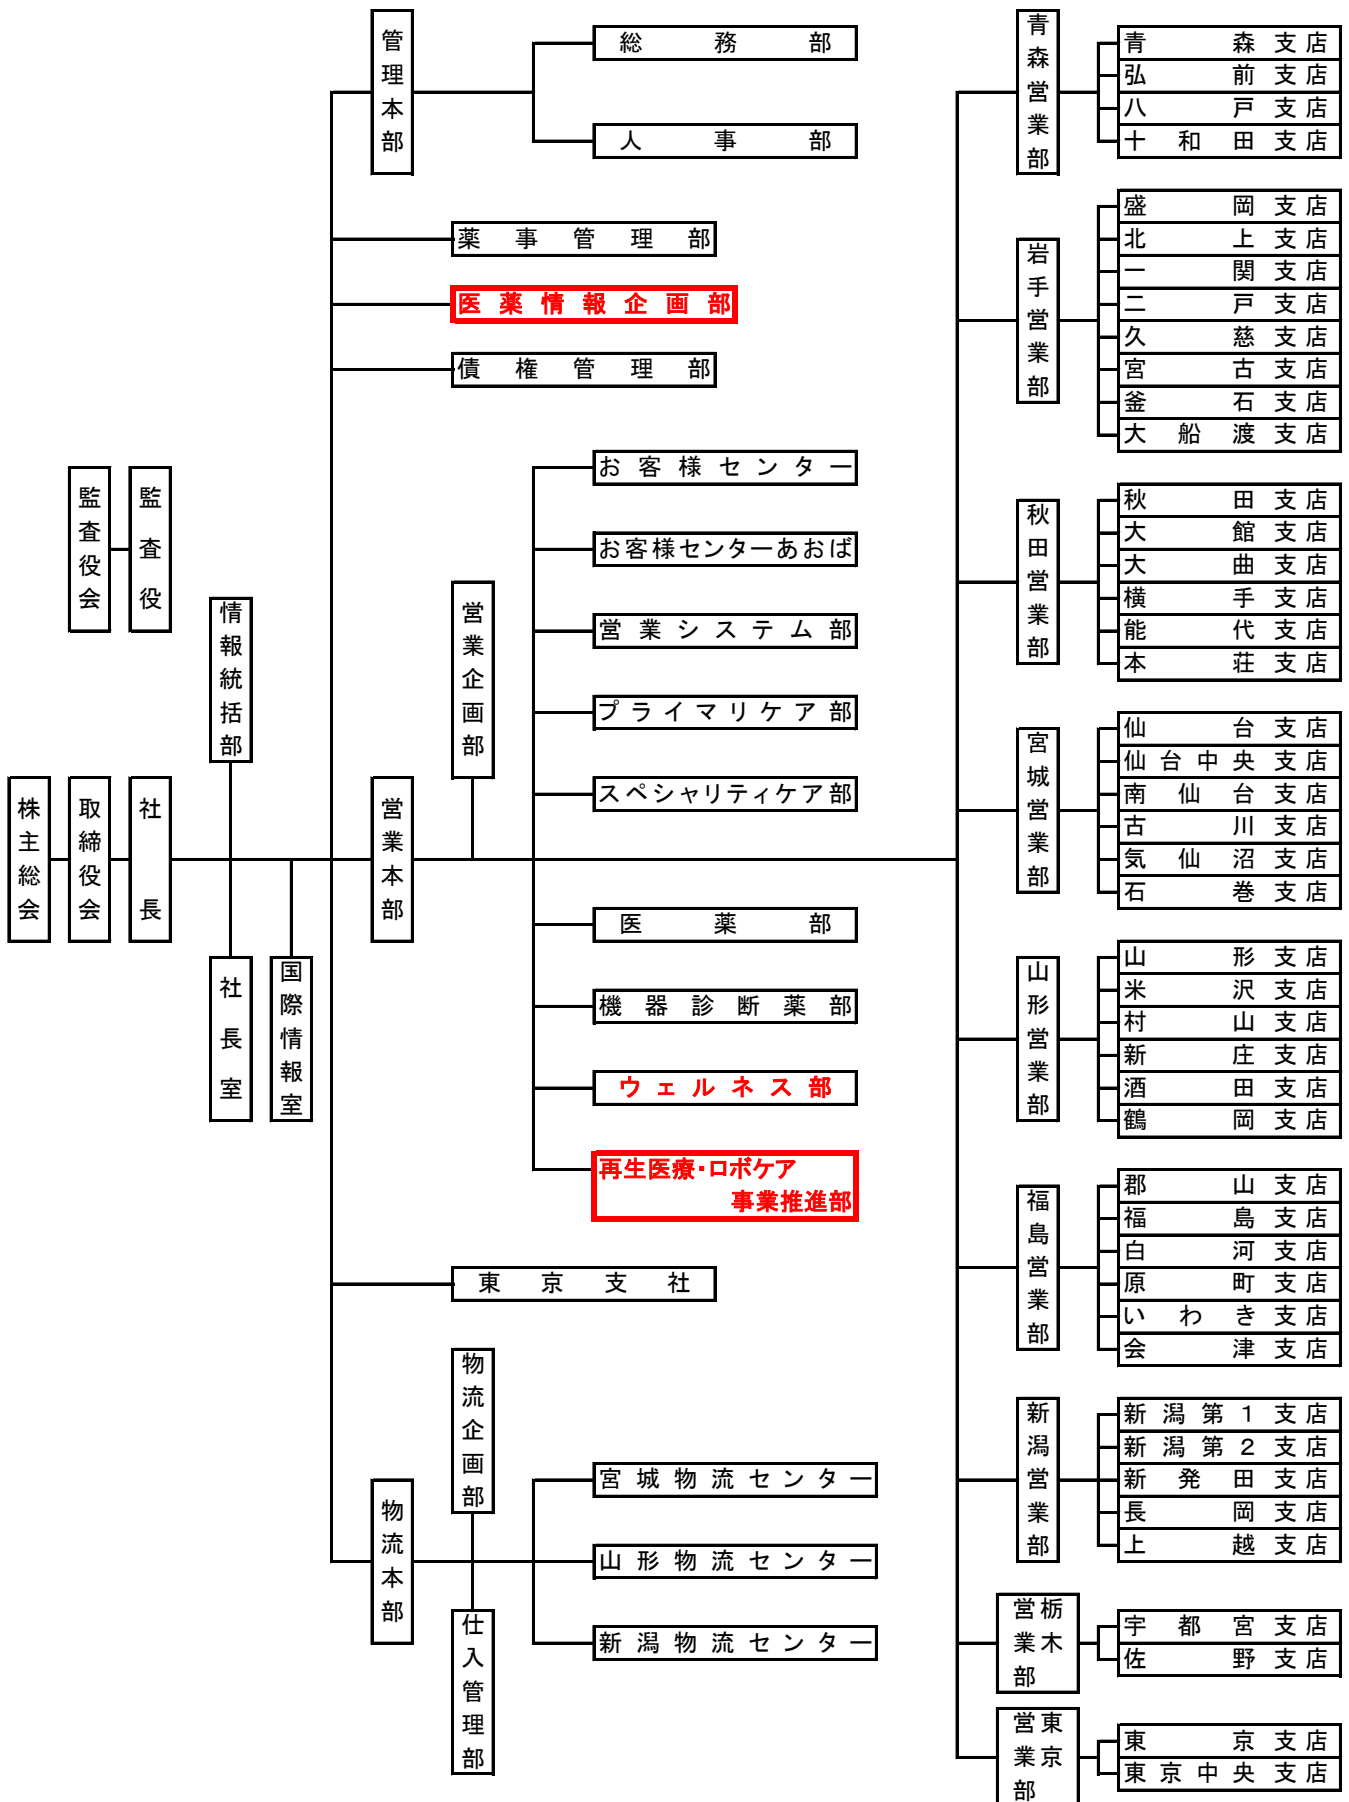 株主総会
取締役会
社長
監査役会
監査役
情報統括部
社長室
国際情報室
管理本部
総務部
人事部
薬事管理部
医薬情報企画部
債権管理部
営業本部
営業企画部
お客様センター
お客様センターあおば
営業システム部
プライマリケア部
スペシャリティケア部
医薬部
機器診断薬部
ウェルネス部
再生医療・ロボケア
事業推進部
東京支社
物流本部
物流企画部
仕入管理部
宮城物流センター
山形物流センター
新潟物流センター
青森営業部
青森支店
弘前支店
八戸支店
十和田支店
岩手営業部
盛岡支店
北上支店
一関支店
二戸支店
久慈支店
宮古支店
釜石支店
大船渡支店
秋田営業部
秋田支店
大館支店
大曲支店
横手支店
能代支店
本荘支店
宮城営業部
仙台支店
仙台中央支店
南仙台支店
古川支店
気仙沼支店
石巻支店
山形営業部
山形支店
米沢支店
村山支店
新庄支店
酒田支店
鶴岡支店
福島営業部
郡山支店
福島支店
白河支店
原町支店
いわき支店
会津支店
新潟営業部
新潟第1支店
新潟第2支店
新発田支店
長岡支店
上越支店
栃木
営業部
宇都宮支店
佐野支店
東京
営業部
東京支店
東京中央支店